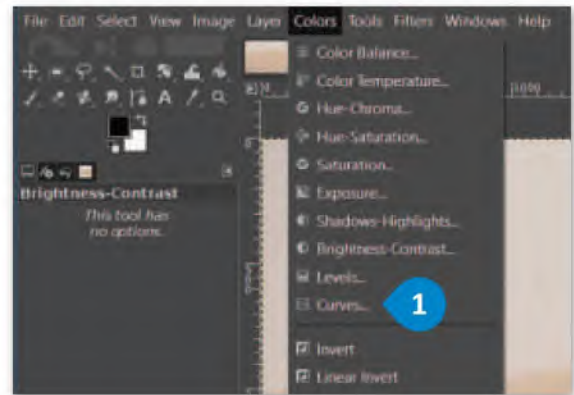 File Edit Select View Image Layer Colors Tools Filters Windows Help
Color Balance...
Color Temperature...
Hue-Chroma...
Hue-Saturation...
Saturation...
Exposure...
Shadows-Highlights...
Brightness-Contrast...
Levels...
Curves...
1
Invert
Linear Invert
Brightness-Contrast
This tool has
no options.